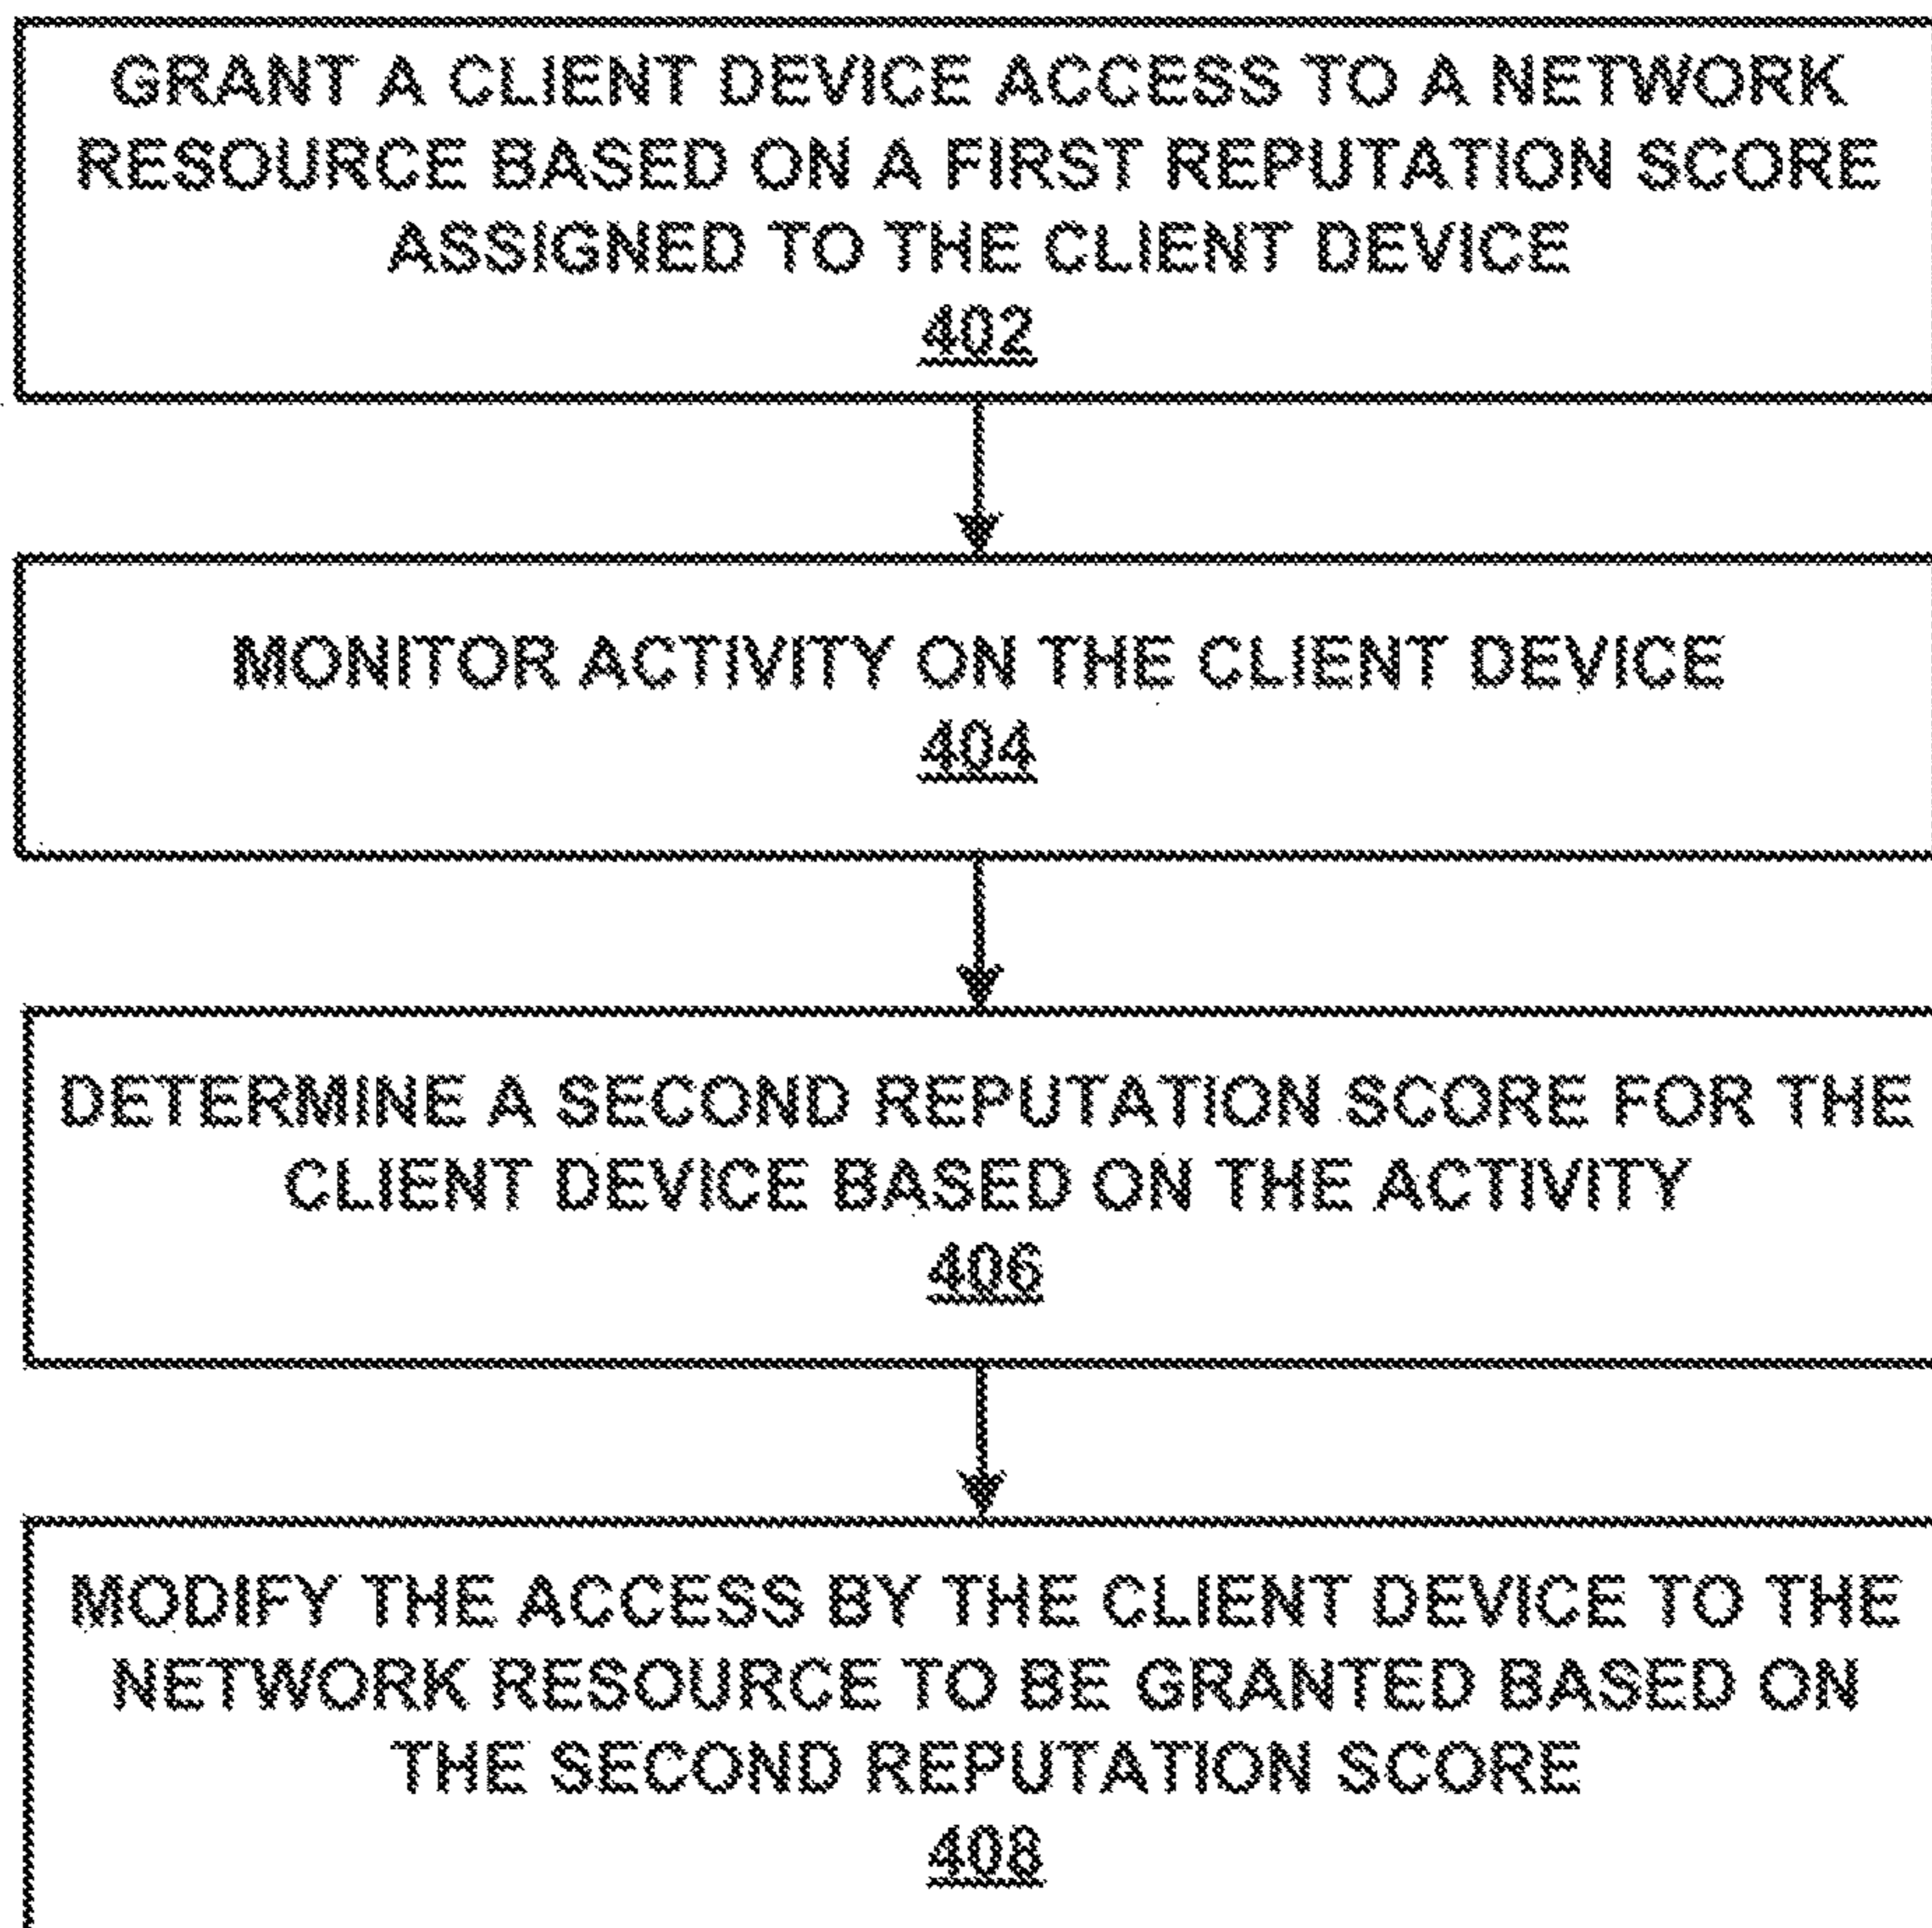 GRANT A CLIENT DEVICE ACCESS TO A NETWORK
RESOURCE BASED ON A FIRST REPUTATION SCORE
ASSIGNED TO THE CLIENT DEVICE
402
MONITOR ACTIVITY ON THE CLIENT DEVICE
404
DETERMINE A SECOND REPUTATION SCORE FOR THE
CLIENT DEVICE BASED ON THE ACTIVITY
406
MODIFY THE ACCESS BY THE CLIENT DEVICE TO THE
NETWORK RESOURCE TO BE GRANTED BASED ON
THE SECOND REPUTATION SCORE
408